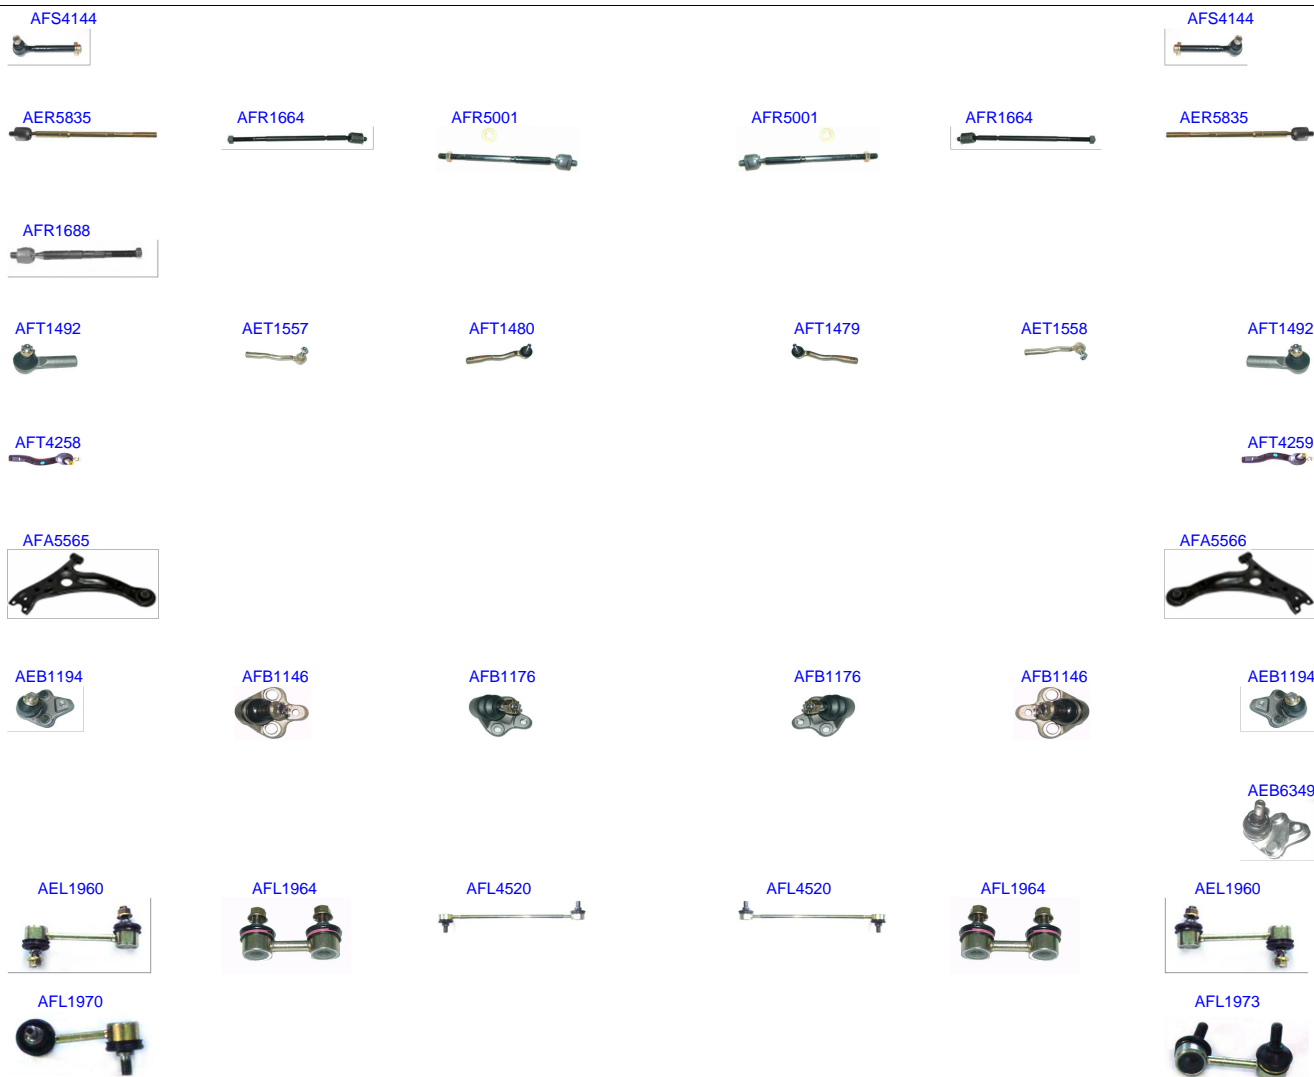 AFS4144 AFS4144
AER5835 AFR1664 AFR5001 AFR5001 AFR1664 AER5835
AFR1688
AFT1492 AET1557 AFT1480 AFT1479 AET1558 AFT1492
AFT4258 AFT4259
AFA5565 AFA5566
AEB1194 AFB1146 AFB1176 AFB1176 AFB1146 AEB1194
AEB6349
AEL1960 AFL1964 AFL4520 AFL4520 AFL1964 AEL1960
AFL1970 AFL1973